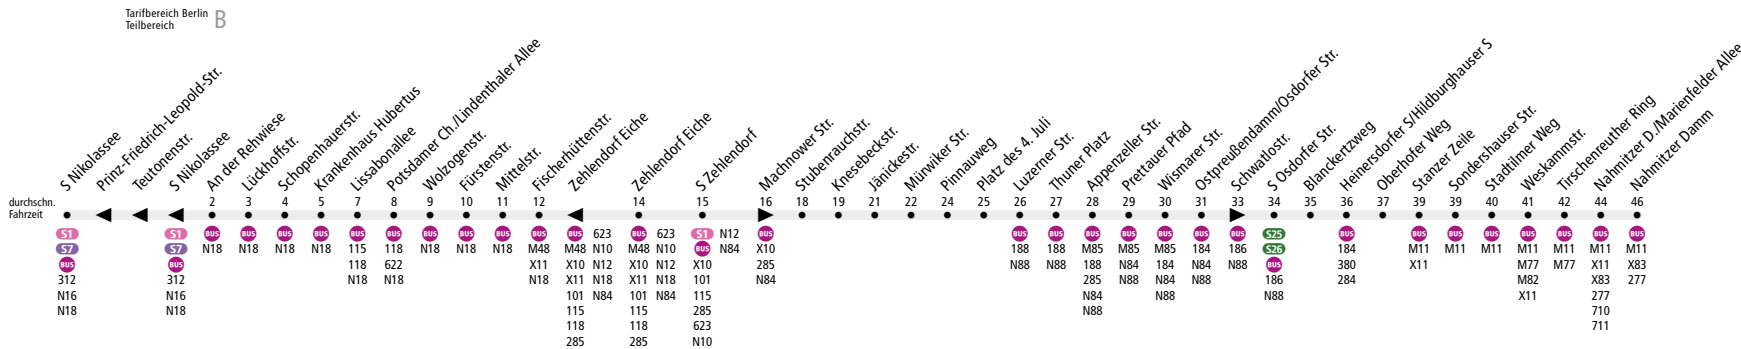 Tarifbereich Berlin
Teilbereich
B
S Nikolassee
Prinz-Friedrich-Leopold-Str.
Teutonenstr.
S Nikolassee
An der Rehwiese
Lückhoffstr.
Schopenhauerstr.
Krankenhaus Hubertus
Lissabonallee
Potsdamer Ch./Lindenthaler Allee
Wolzogenstr.
Fürstenstr.
Mittelstr.
Fischerhüttenstr.
Zehlendorf Eiche
Zehlendorf Eiche
S Zehlendorf
Machnower Str.
Stubenrauchstr.
Knesebeckstr.
Jänickestr.
Mürwiker Str.
Pinnauweg
Platz des 4. Juli
Luzerner Str.
Thuner Platz
Appenzeller Str.
Prettauer Pfad
Wismarer Str.
Ostpreußendamm/Osdorfer Str.
Schwatlostr.
S Osdorfer Str.
Blanckertzweg
Heinersdorfer S/Hildburghauser S
Oberhofer Weg
Stanzer Zeile
Sondershauser Str.
Stadtilmer Weg
Weskammstr.
Tirschenreuther Ring
Nahmitzer D./Marienfelder Allee
Nahmitzer Damm
durchschn.
Fahrzeit
2 3 4 5 7 8 9 10 11 12 14 15 16 18 19 21 22 24 25 26 27 28 29 30 31 33 34 35 36 37 39 39 40 41 42 44 46
S1 S1 BUS BUS BUS BUS BUS BUS BUS BUS BUS BUS BUS 623 BUS 623 S1 N12 BUS BUS BUS BUS BUS BUS BUS BUS S25 BUS BUS BUS BUS BUS BUS BUS BUS
S7 S7 N18 N18 N18 N18 115 118 N18 N18 N18 M48 M48 N10 M48 N10 BUS N84 X10 188 188 M85 M85 M85 184 186 S26 184 M11 M11 M11 M11 M11 M11 M11
BUS BUS 118 622 X11 X10 N12 X10 N12 X10 285 N88 N88 188 N84 184 N84 N88 BUS 380 X11 M77 M77 X11 X83
312 312 N18 N18 N18 X11 N18 X11 N18 101 N84 285 N88 N84 N88 186 284 M82 X83 277
N16 N16 101 N84 101 N84 115 N84 N88 N88 X11 277
N18 N18 115 115 285 N88 710
118 118 623 711
285 285 N10